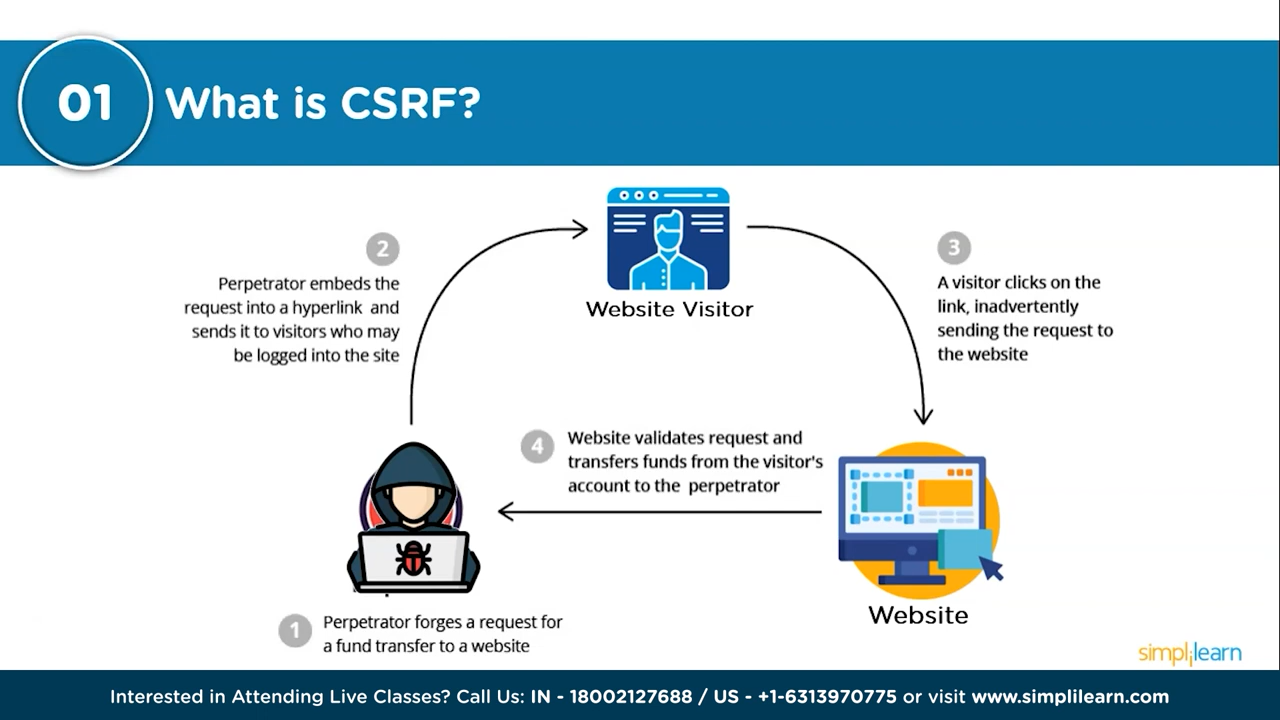 01
What is CSRF?
2
Perpetrator embeds the
request into a hyperlink and
sends it to visitors who may
be logged into the site
Website Visitor
3
A visitor clicks on the
link, inadvertently
sending the request to
the website
4
Website validates request and
transfers funds from the visitor's
account to the perpetrator
Website
1
Perpetrator forges a request for
a fund transfer to a website
simplilearn
Interested in Attending Live Classes? Call Us: IN - 18002127688 / US - +1-6313970775 or visit www.simplilearn.com